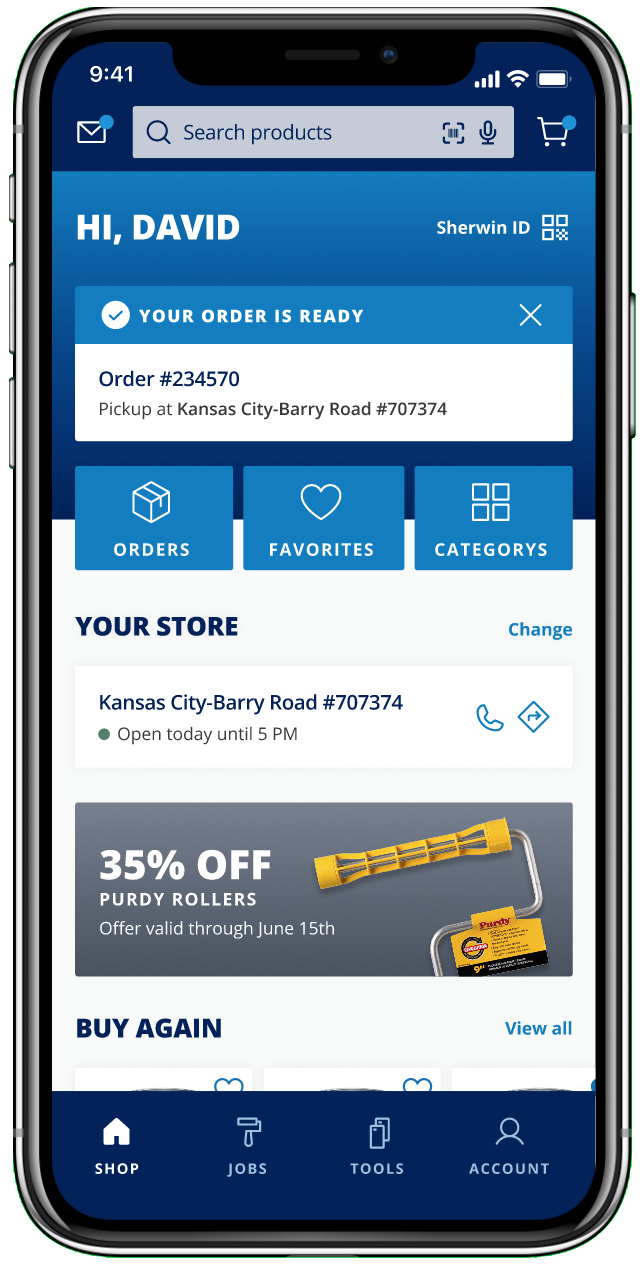 9:41
Search products
HI, DAVID
Sherwin ID
YOUR ORDER IS READY
Order #234570
Pickup at Kansas City-Barry Road #707374
ORDERS
FAVORITES
CATEGORYS
YOUR STORE
Change
Kansas City-Barry Road #707374
Open today until 5 PM
35% OFF
PURDY ROLLERS
Offer valid through June 15th
Purdy
9"
BUY AGAIN
View all
SHOP
JOBS
TOOLS
ACCOUNT